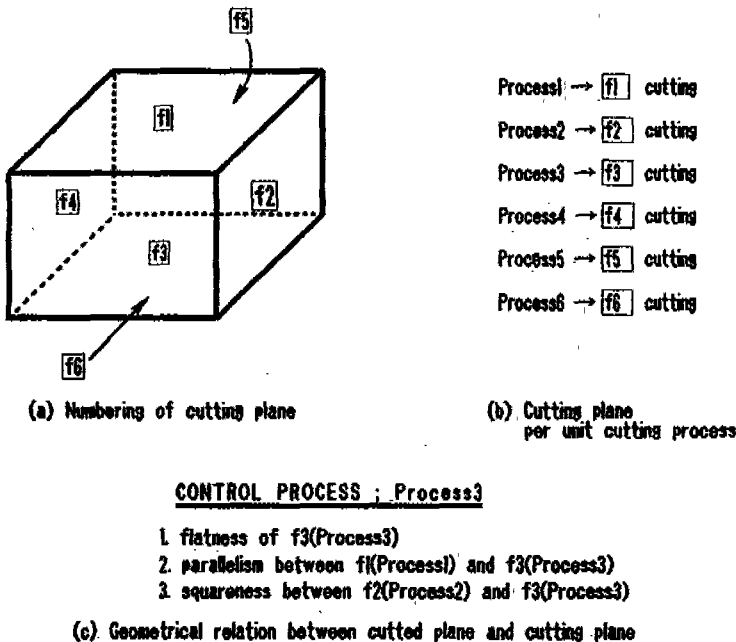 f5
f1
f4
f2
f3
f6
(a) Numbering of cutting plane
Process1 → f1 cutting
Process2 → f2 cutting
Process3 → f3 cutting
Process4 → f4 cutting
Process5 → f5 cutting
Process6 → f6 cutting
(b) Cutting plane
per unit cutting process
CONTROL PROCESS ; Process3
1. flatness of f3(Process3)
2. parallelism between f1(Process1) and f3(Process3)
3. squareness between f2(Process2) and f3(Process3)
(c) Geometrical relation between cutted plane and cutting plane